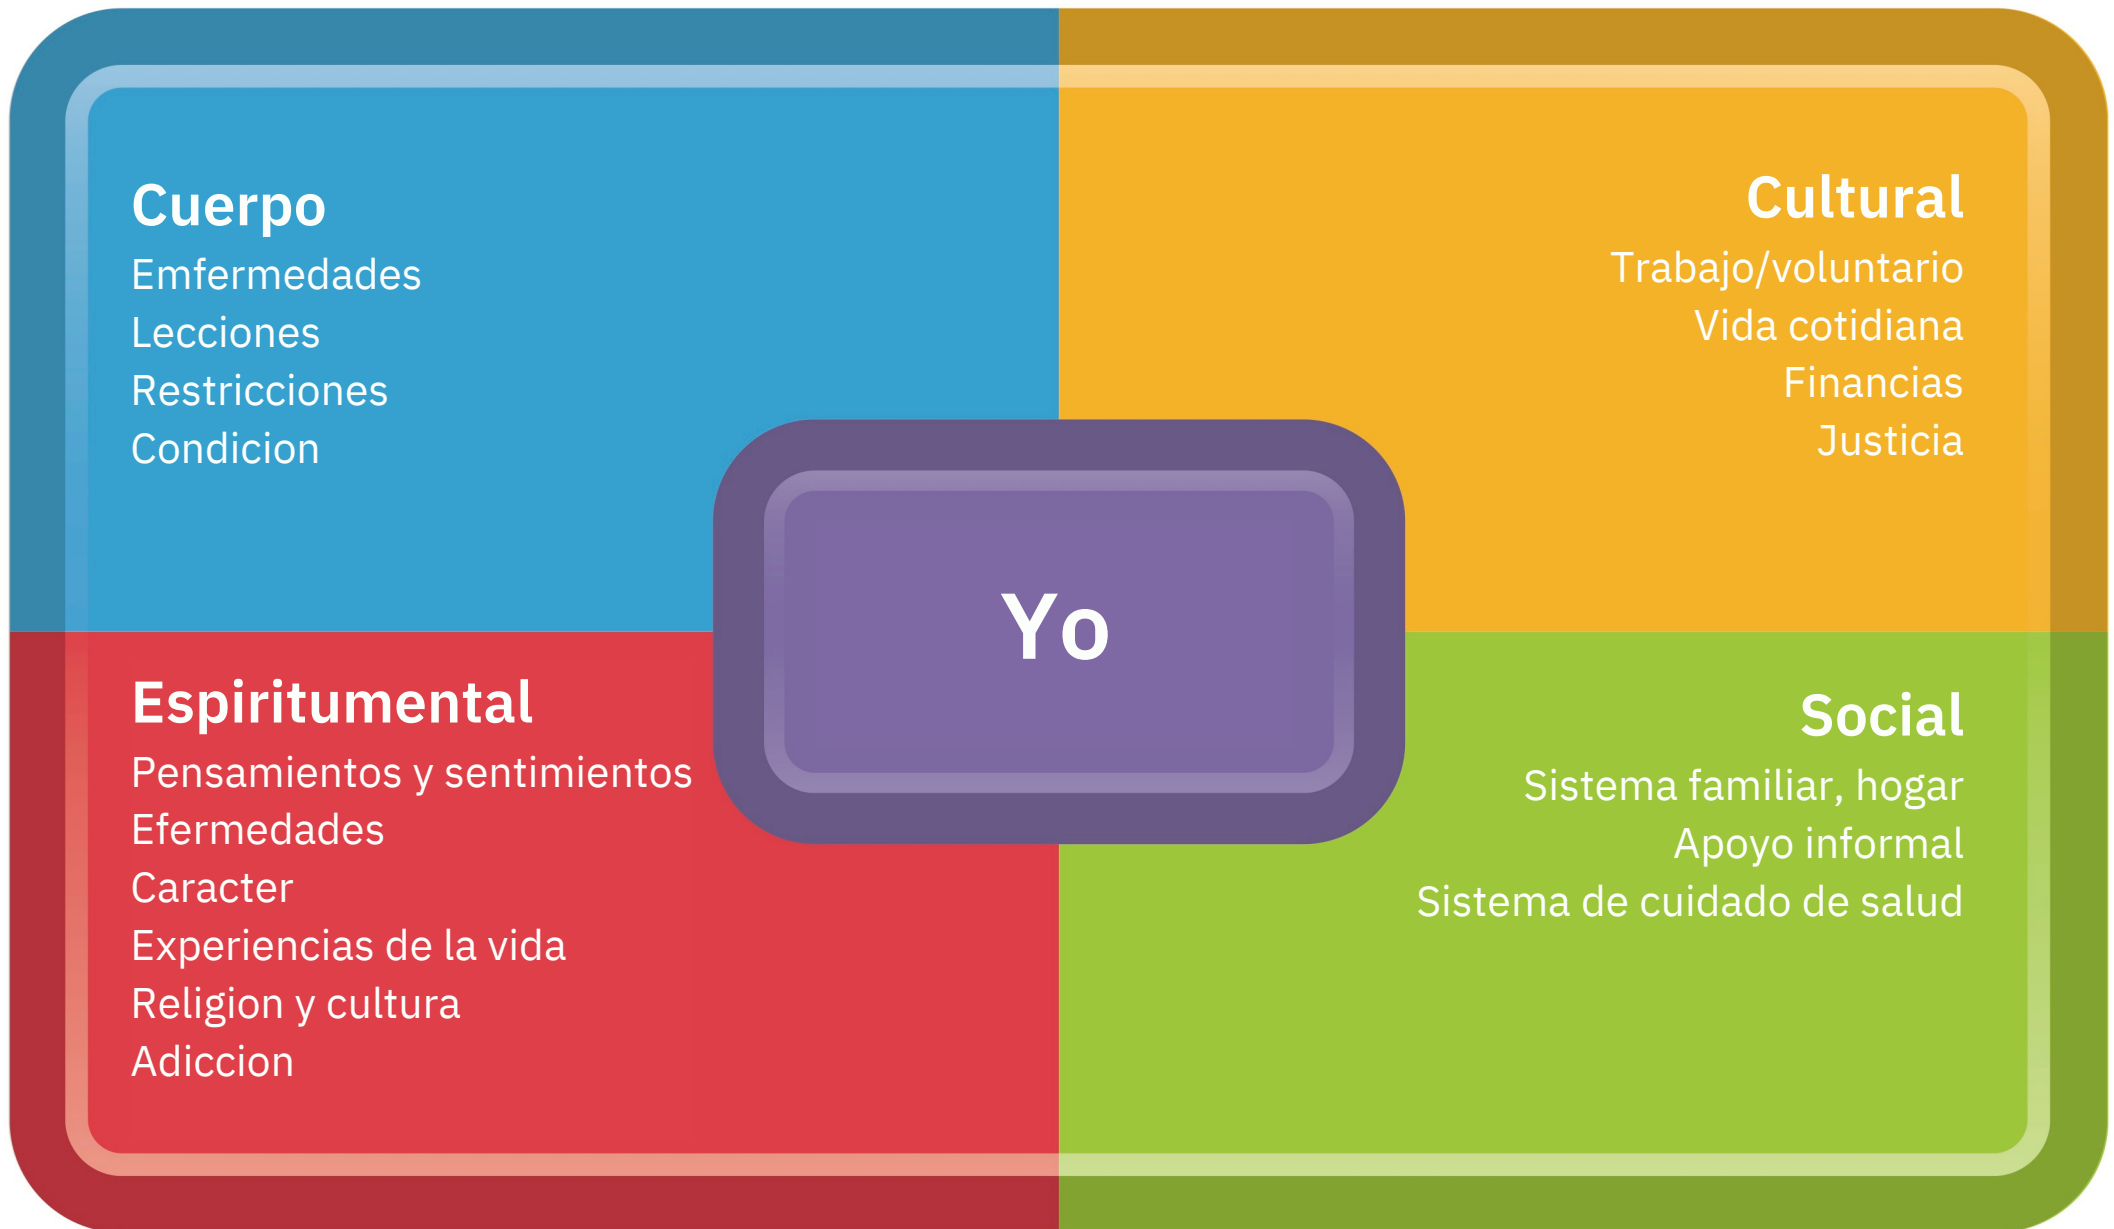 Cuerpo
Emfermedades
Lecciones
Restricciones
Condicion
Cultural
Trabajo/voluntario
Vida cotidiana
Financias
Justicia
Yo
Espiritumental
Pensamientos y sentimientos
Efermedades
Caracter
Experiencias de la vida
Religion y cultura
Adiccion
Social
Sistema familiar, hogar
Apoyo informal
Sistema de cuidado de salud